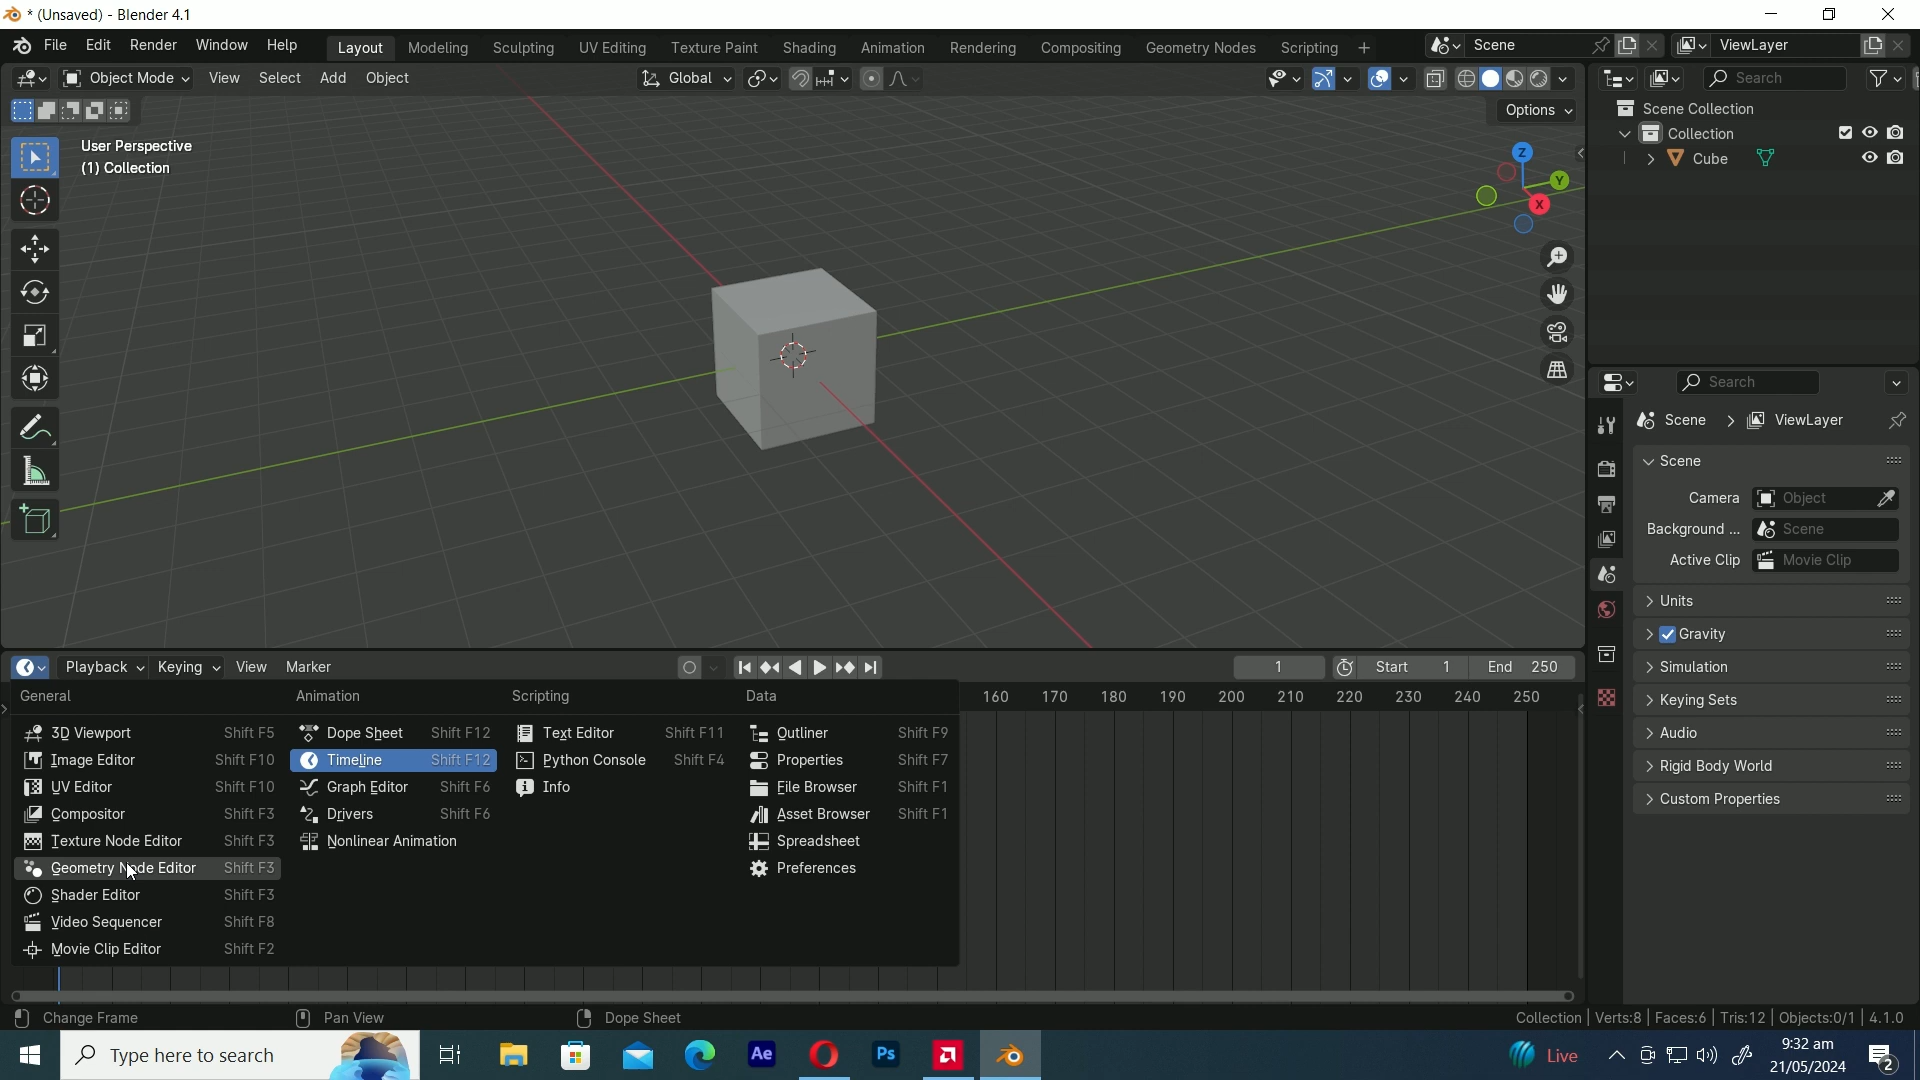 * (Unsaved) - Blender 4.1
File Edit Render Window Help Layout Modeling Sculpting UV Editing Texture Paint Shading Animation Rendering Compositing Geometry Nodes Scripting + Scene ViewLayer
Object Mode View Select Add Object Global Search
Options
User Perspective
(1) Collection
Z
Y
X
Scene Collection
Collection
Cube
Search
Scene > ViewLayer
Scene
Camera Object
Background ... Scene
Active Clip Movie Clip
Units
Gravity
Simulation
Keying Sets
Audio
Rigid Body World
Custom Properties
Playback Keying View Marker 1 Start 1 End 250
160 170 180 190 200 210 220 230 240 250
General
3D Viewport Shift F5
Image Editor Shift F10
UV Editor Shift F10
Compositor Shift F3
Texture Node Editor Shift F3
Geometry Node Editor Shift F3
Shader Editor Shift F3
Video Sequencer Shift F8
Movie Clip Editor Shift F2
Animation
Dope Sheet Shift F12
Timeline Shift F12
Graph Editor Shift F6
Drivers Shift F6
Nonlinear Animation
Scripting
Text Editor Shift F11
Python Console Shift F4
Info
Data
Outliner Shift F9
Properties Shift F7
File Browser Shift F1
Asset Browser Shift F1
Spreadsheet
Preferences
Change Frame Pan View Dope Sheet Collection | Verts:8 | Faces:6 | Tris:12 | Objects:0/1 | 4.1.0
Type here to search Ae Ps Live
9:32 am
21/05/2024
2